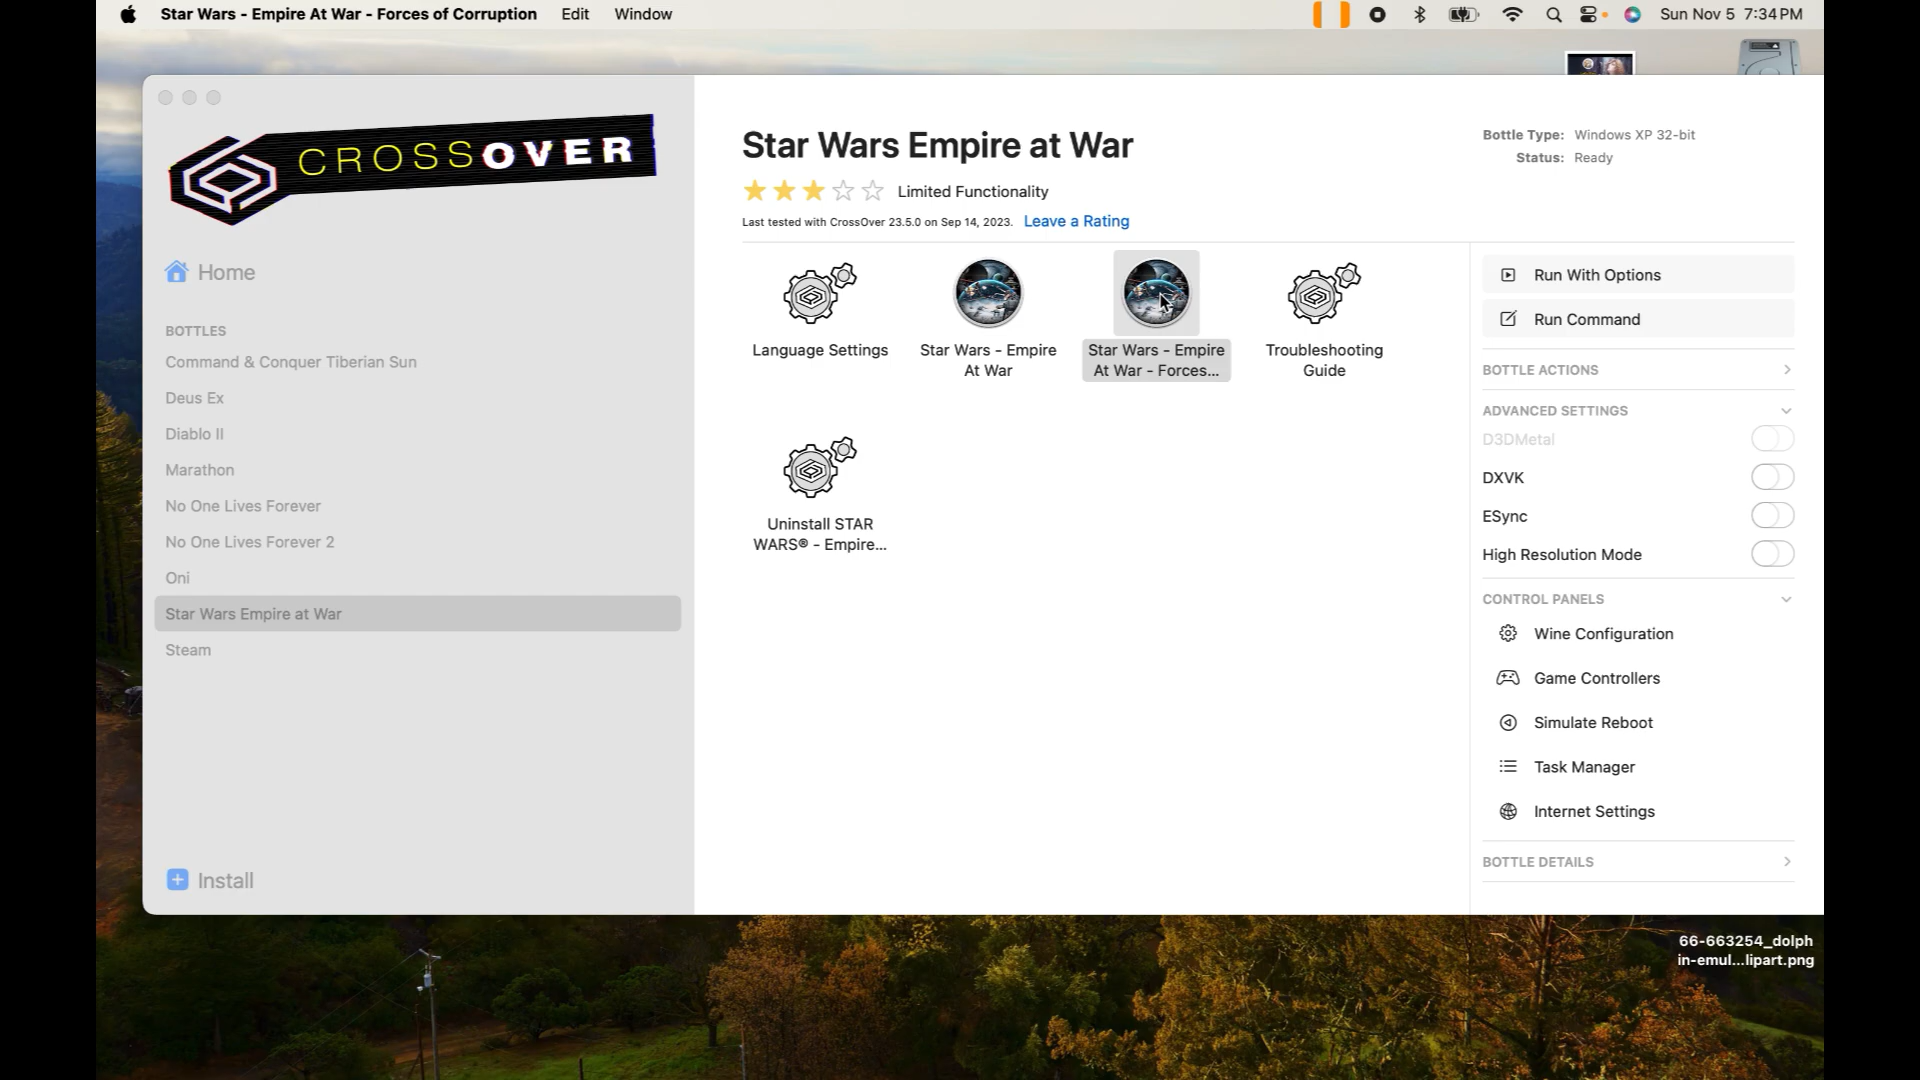 Star Wars - Empire At War - Forces of Corruption Edit Window Sun Nov 5 7:34 PM
CROSSOVER
Star Wars Empire at War
Limited Functionality
Last tested with CrossOver 23.5.0 on Sep 14, 2023. Leave a Rating
Bottle Type: Windows XP 32-bit
Status: Ready
Home
BOTTLES
Command & Conquer Tiberian Sun
Deus Ex
Diablo II
Marathon
No One Lives Forever
No One Lives Forever 2
Oni
Star Wars Empire at War
Steam
Install
Language Settings
Star Wars - Empire
At War
Star Wars - Empire
At War - Forces...
Troubleshooting
Guide
Uninstall STAR
WARS® - Empire...
Run With Options
Run Command
BOTTLE ACTIONS
ADVANCED SETTINGS
D3DMetal
DXVK
ESync
High Resolution Mode
CONTROL PANELS
Wine Configuration
Game Controllers
Simulate Reboot
Task Manager
Internet Settings
BOTTLE DETAILS
66-663254_dolph
in-emul...lipart.png